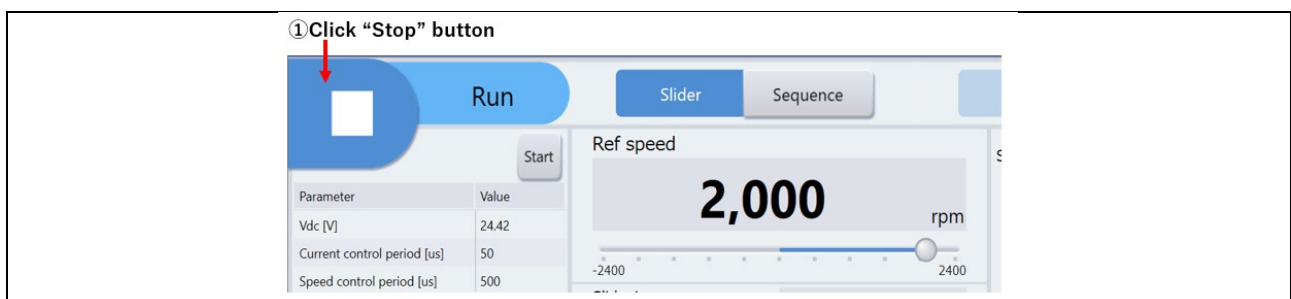 ①Click “Stop” button
Run
Slider
Sequence
Start
Ref speed
2,000
rpm
Parameter
Value
Vdc [V]
24.42
Current control period [us]
50
Speed control period [us]
500
-2400
2400